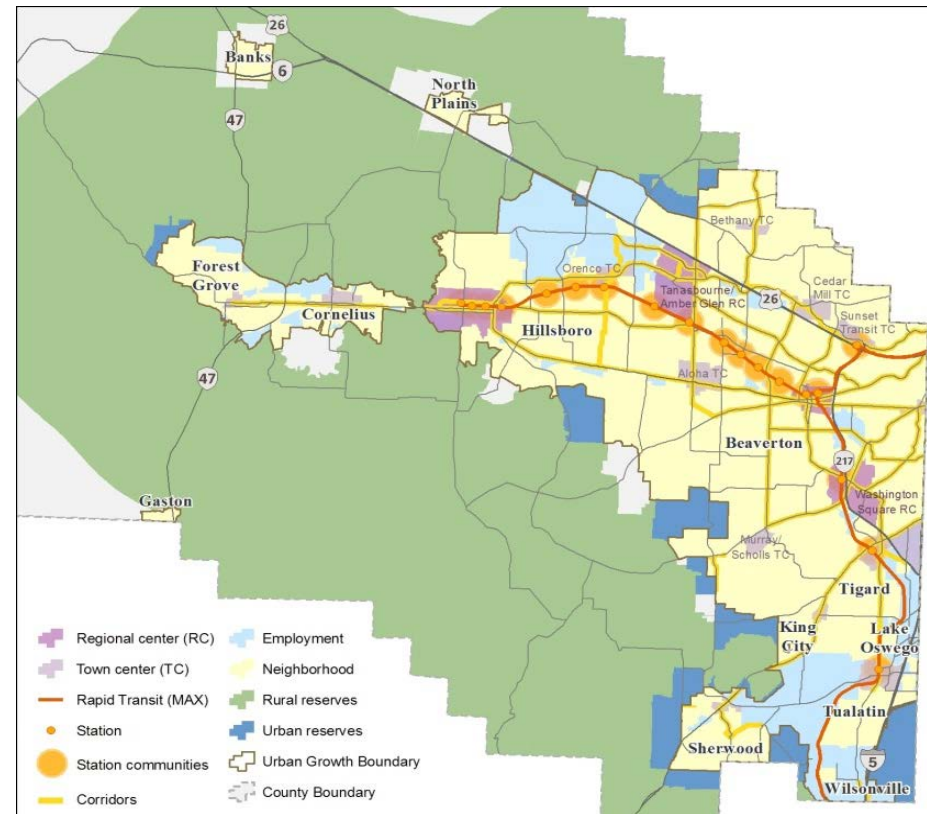 26
Banks
6
North
Plains
47
Bethany TC
Forest
Grove
Orenco TC
Cedar
Mill TC
Tanasbourne/
Amber Glen RC
26
Sunset
Transit TC
Cornelius
Hillsboro
Aloha TC
47
Beaverton
217
Gaston
Washington
Square RC
Murray/
Scholls TC
Tigard
King
City
Lake
Oswego
Tualatin
Sherwood
5
Wilsonville
Regional center (RC)
Town center (TC)
Rapid Transit (MAX)
Station
Station communities
Corridors
Employment
Neighborhood
Rural reserves
Urban reserves
Urban Growth Boundary
County Boundary